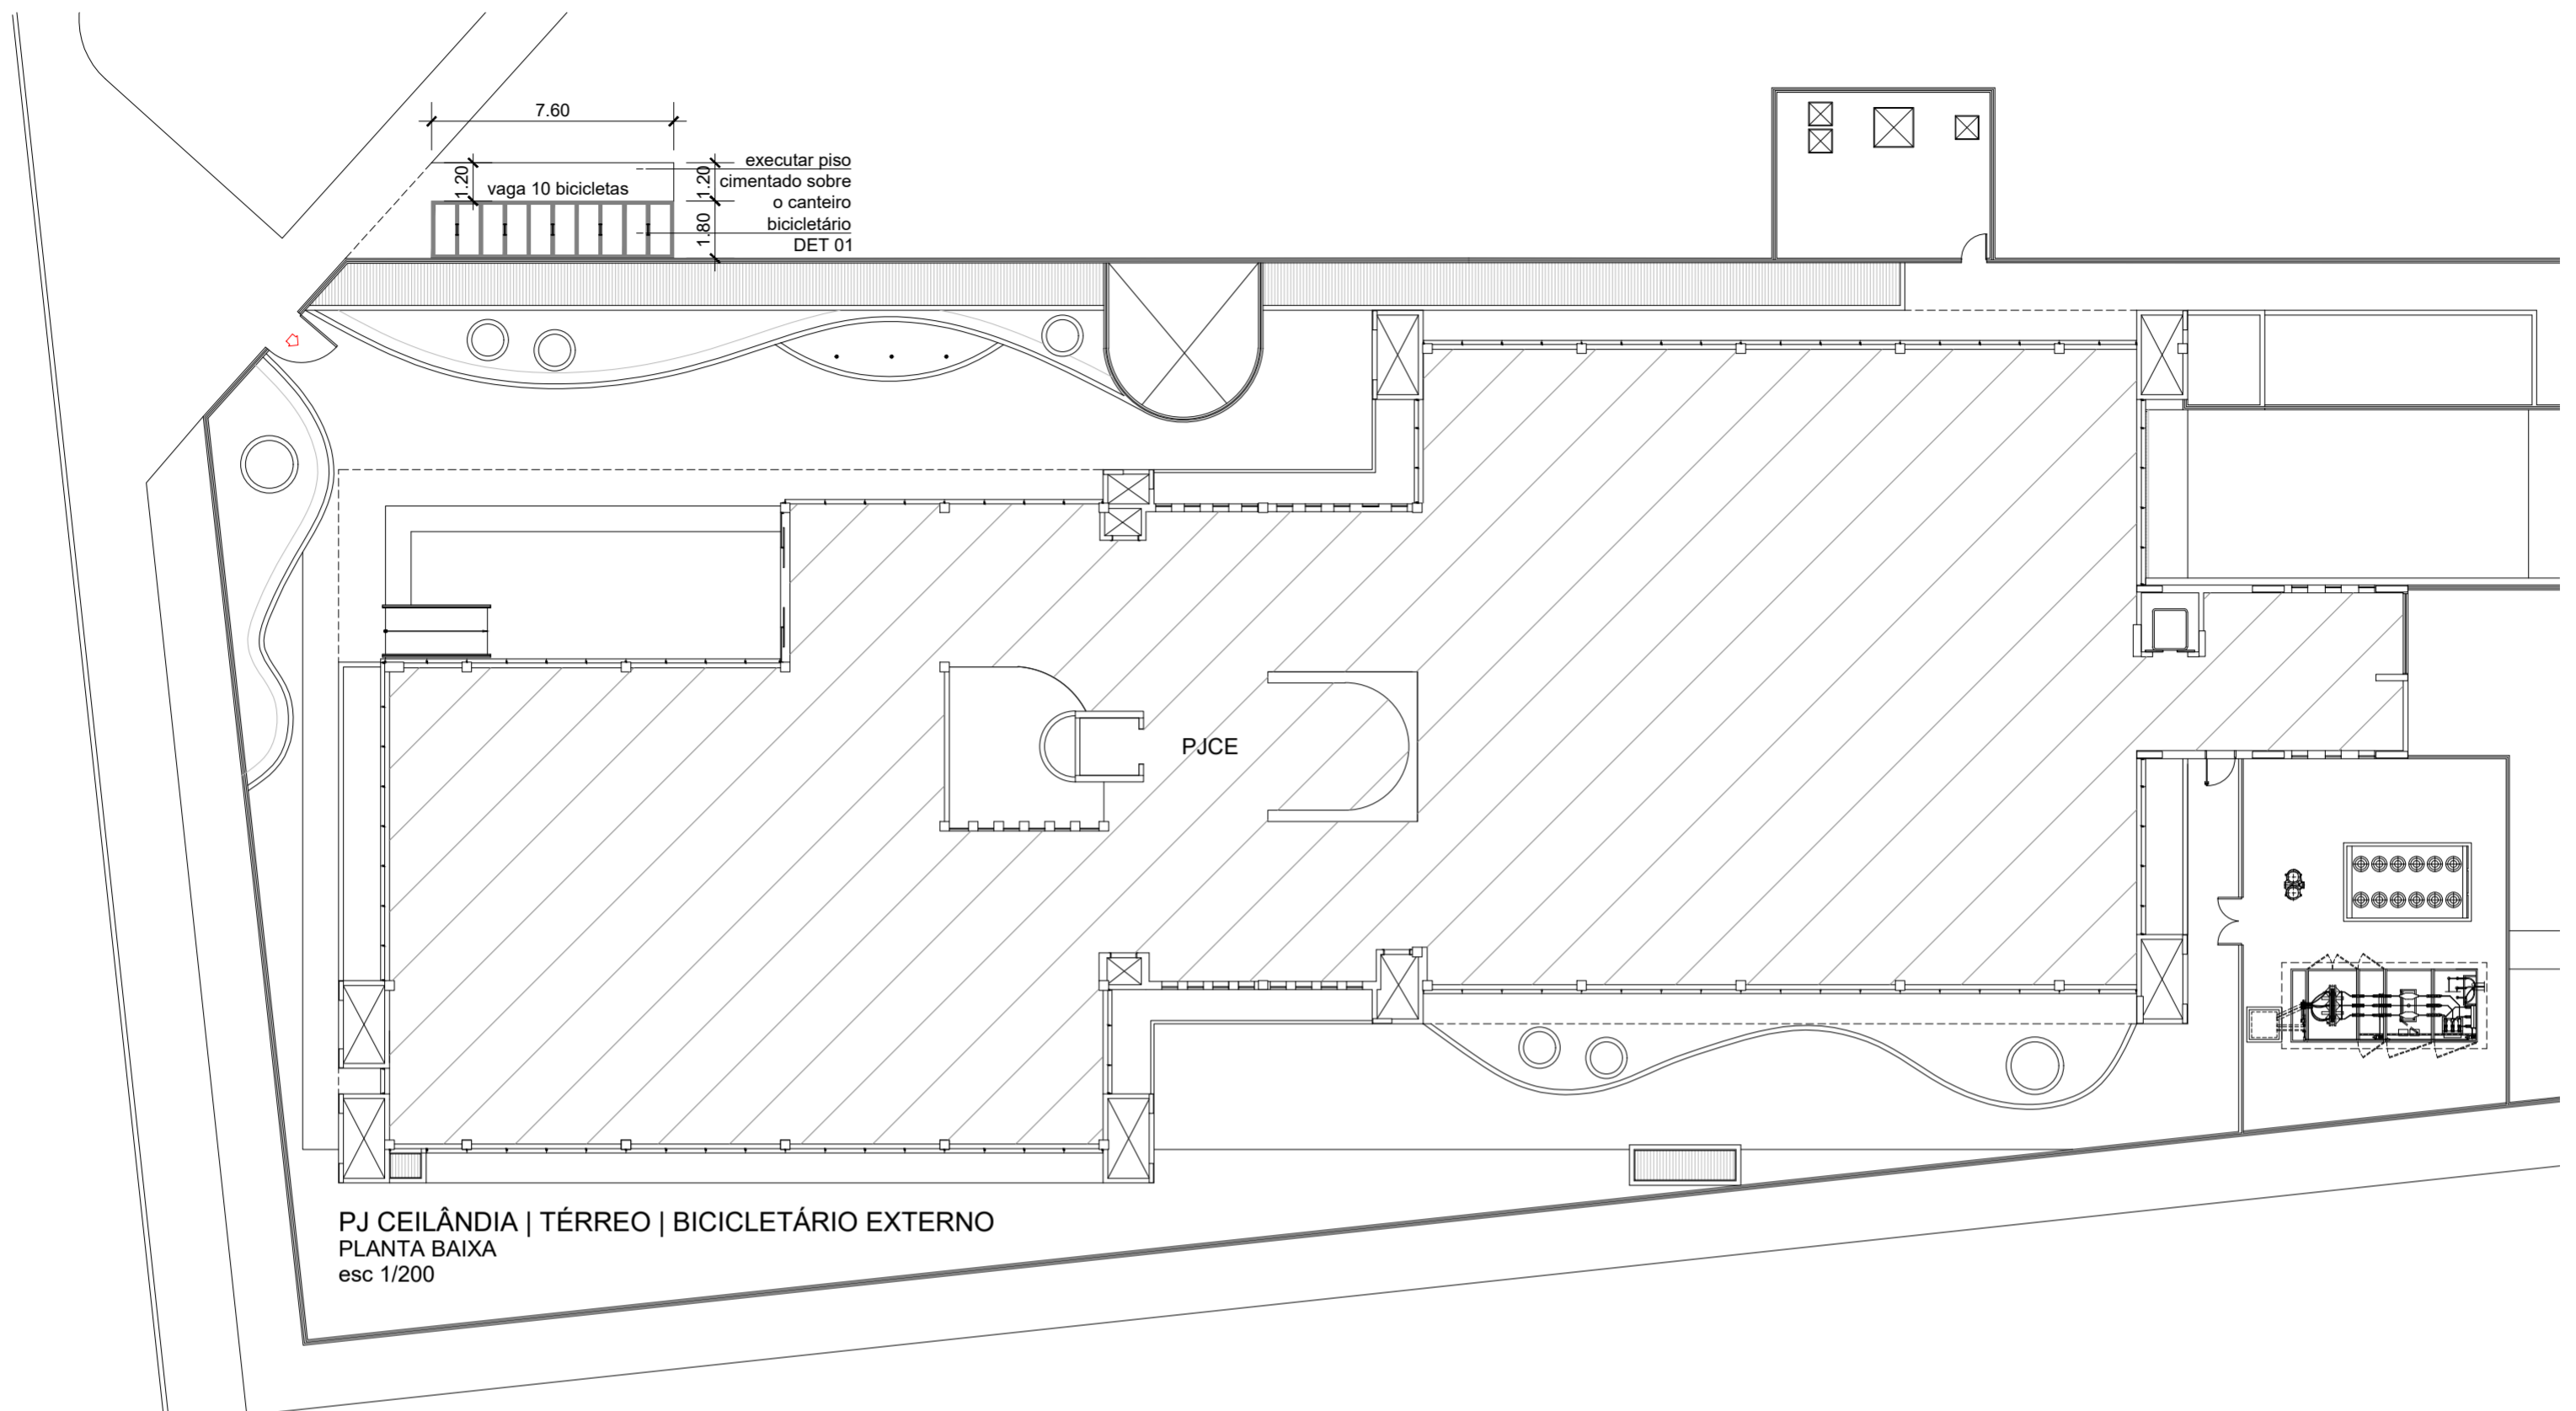 7.60
executar piso
cimentado sobre
o canteiro
bicicletário
DET 01
1.20
vaga 10 bicicletas
1.20
1.80
PJCE
PJ CEILÂNDIA | TÉRREO | BICICLETÁRIO EXTERNO
PLANTA BAIXA
esc 1/200